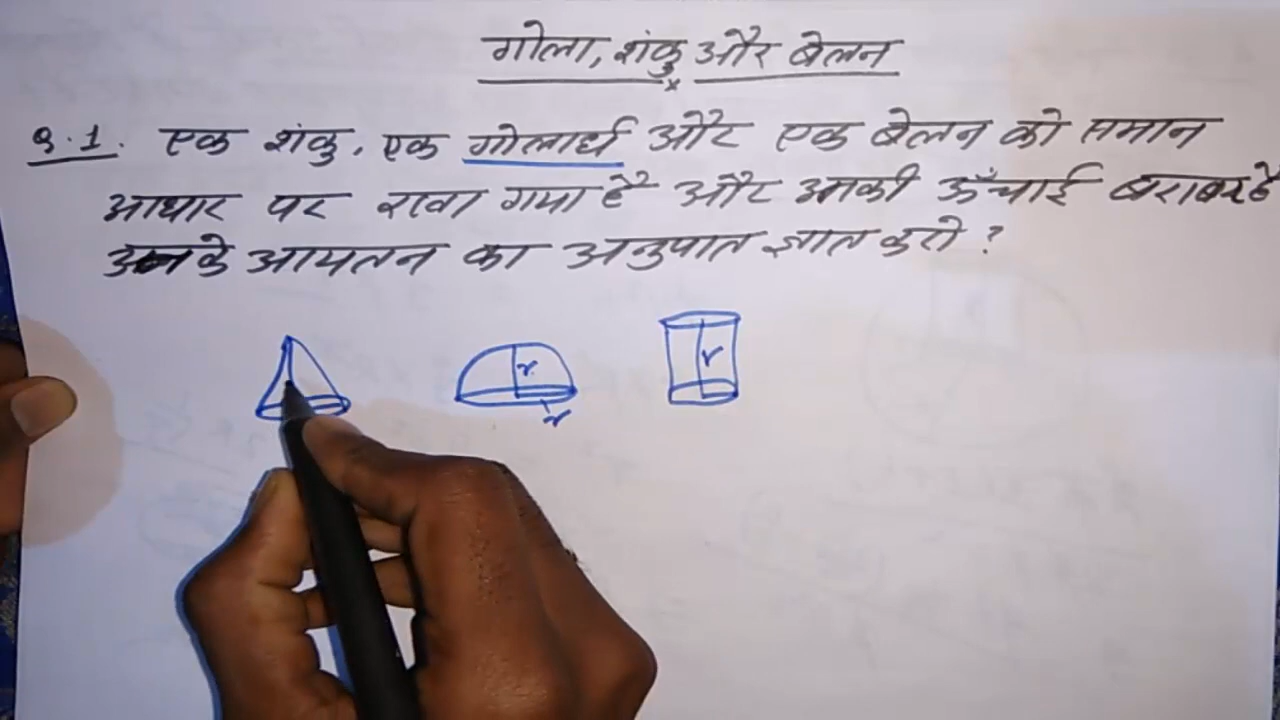 गोला, शंकु और बेलन
Q.1. एक शंकु, एक गोलार्ध और एक बेलन को समान
आधार पर रखा गया है और उनकी ऊँचाई बराबर है
उनके आयतन का अनुपात ज्ञात करो ?
r r
r